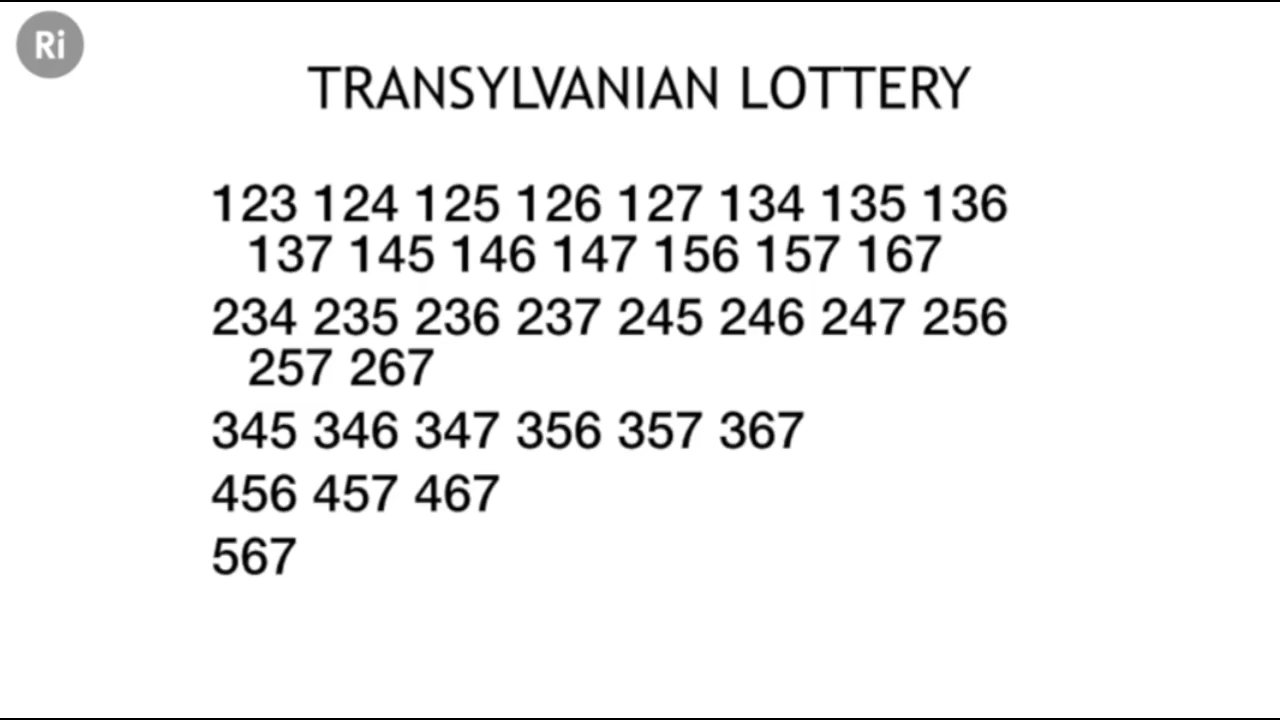 Ri
TRANSYLVANIAN LOTTERY
123 124 125 126 127 134 135 136
137 145 146 147 156 157 167
234 235 236 237 245 246 247 256
257 267
345 346 347 356 357 367
456 457 467
567